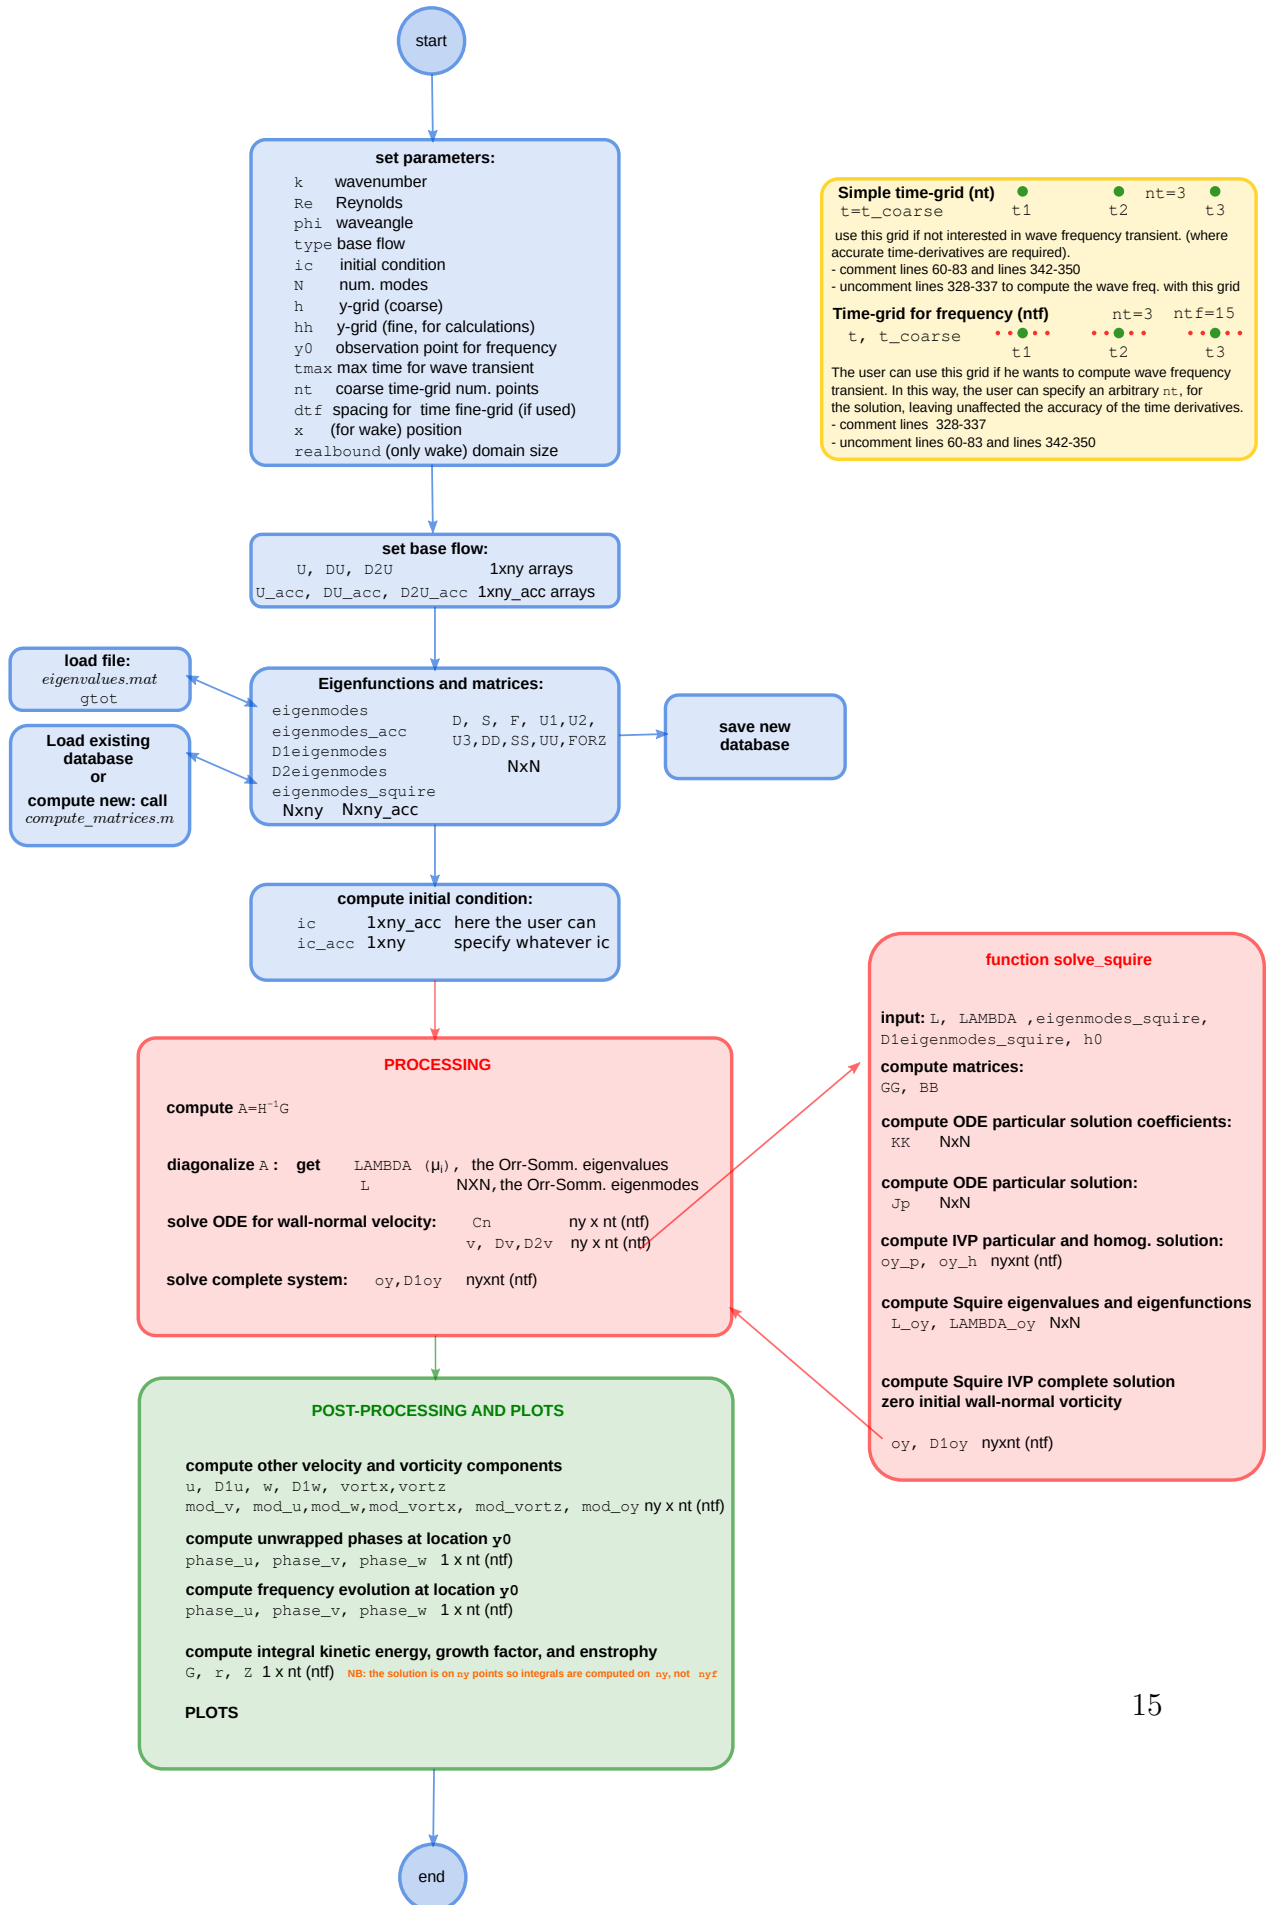 start
set parameters:
k wavenumber
Re Reynolds
phi waveangle
type base flow
ic initial condition
N num. modes
h y-grid (coarse)
hh y-grid (fine, for calculations)
y0 observation point for frequency
tmax max time for wave transient
nt coarse time-grid num. points
dtf spacing for time fine-grid (if used)
x (for wake) position
realbound (only wake) domain size
Simple time-grid (nt) nt=3
t=t_coarse t1 t2 t3
use this grid if not interested in wave frequency transient. (where
accurate time-derivatives are required).
- comment lines 60-83 and lines 342-350
- uncomment lines 328-337 to compute the wave freq. with this grid
Time-grid for frequency (ntf) nt=3 ntf=15
t, t_coarse
t1 t2 t3
The user can use this grid if he wants to compute wave frequency
transient. In this way, the user can specify an arbitrary nt, for
the solution, leaving unaffected the accuracy of the time derivatives.
- comment lines 328-337
- uncomment lines 60-83 and lines 342-350
set base flow:
U, DU, D2U 1xny arrays
U_acc, DU_acc, D2U_acc 1xny_acc arrays
load file:
eigenvalues.mat
gtot
Load existing
database
or
compute new: call
compute_matrices.m
Eigenfunctions and matrices:
eigenmodes
eigenmodes_acc
D1eigenmodes
D2eigenmodes
eigenmodes_squire
Nxny Nxny_acc
D, S, F, U1,U2,
U3,DD,SS,UU,FORZ
NxN
save new
database
compute initial condition:
ic 1xny_acc here the user can
ic_acc 1xny specify whatever ic
PROCESSING
compute A=H⁻¹G
diagonalize A : get LAMBDA (μᵢ), the Orr-Somm. eigenvalues
L NXN, the Orr-Somm. eigenmodes
solve ODE for wall-normal velocity: Cn ny x nt (ntf)
v, Dv,D2v ny x nt (ntf)
solve complete system: oy,D1oy nyxnt (ntf)
function solve_squire
input: L, LAMBDA ,eigenmodes_squire,
D1eigenmodes_squire, h0
compute matrices:
GG, BB
compute ODE particular solution coefficients:
KK NxN
compute ODE particular solution:
Jp NxN
compute IVP particular and homog. solution:
oy_p, oy_h nyxnt (ntf)
compute Squire eigenvalues and eigenfunctions
L_oy, LAMBDA_oy NxN
compute Squire IVP complete solution
zero initial wall-normal vorticity
oy, D1oy nyxnt (ntf)
POST-PROCESSING AND PLOTS
compute other velocity and vorticity components
u, D1u, w, D1w, vortx,vortz
mod_v, mod_u,mod_w,mod_vortx, mod_vortz, mod_oy ny x nt (ntf)
compute unwrapped phases at location y0
phase_u, phase_v, phase_w 1 x nt (ntf)
compute frequency evolution at location y0
phase_u, phase_v, phase_w 1 x nt (ntf)
compute integral kinetic energy, growth factor, and enstrophy
G, r, Z 1 x nt (ntf) NB: the solution is on ny points so integrals are computed on ny, not nyf
PLOTS
15
end